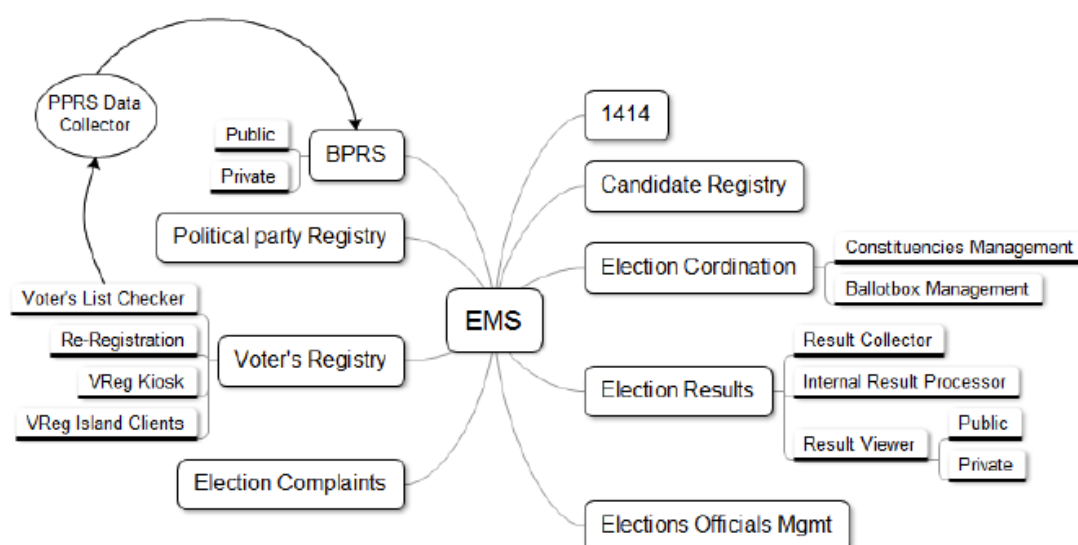 PPRS Data
Collector
Public
Private
BPRS
Political party Registry
Voter's List Checker
Re-Registration
VReg Kiosk
VReg Island Clients
Voter's Registry
Election Complaints
EMS
1414
Candidate Registry
Election Cordination
Constituencies Management
Ballotbox Management
Election Results
Result Collector
Internal Result Processor
Result Viewer
Public
Private
Elections Officials Mgmt